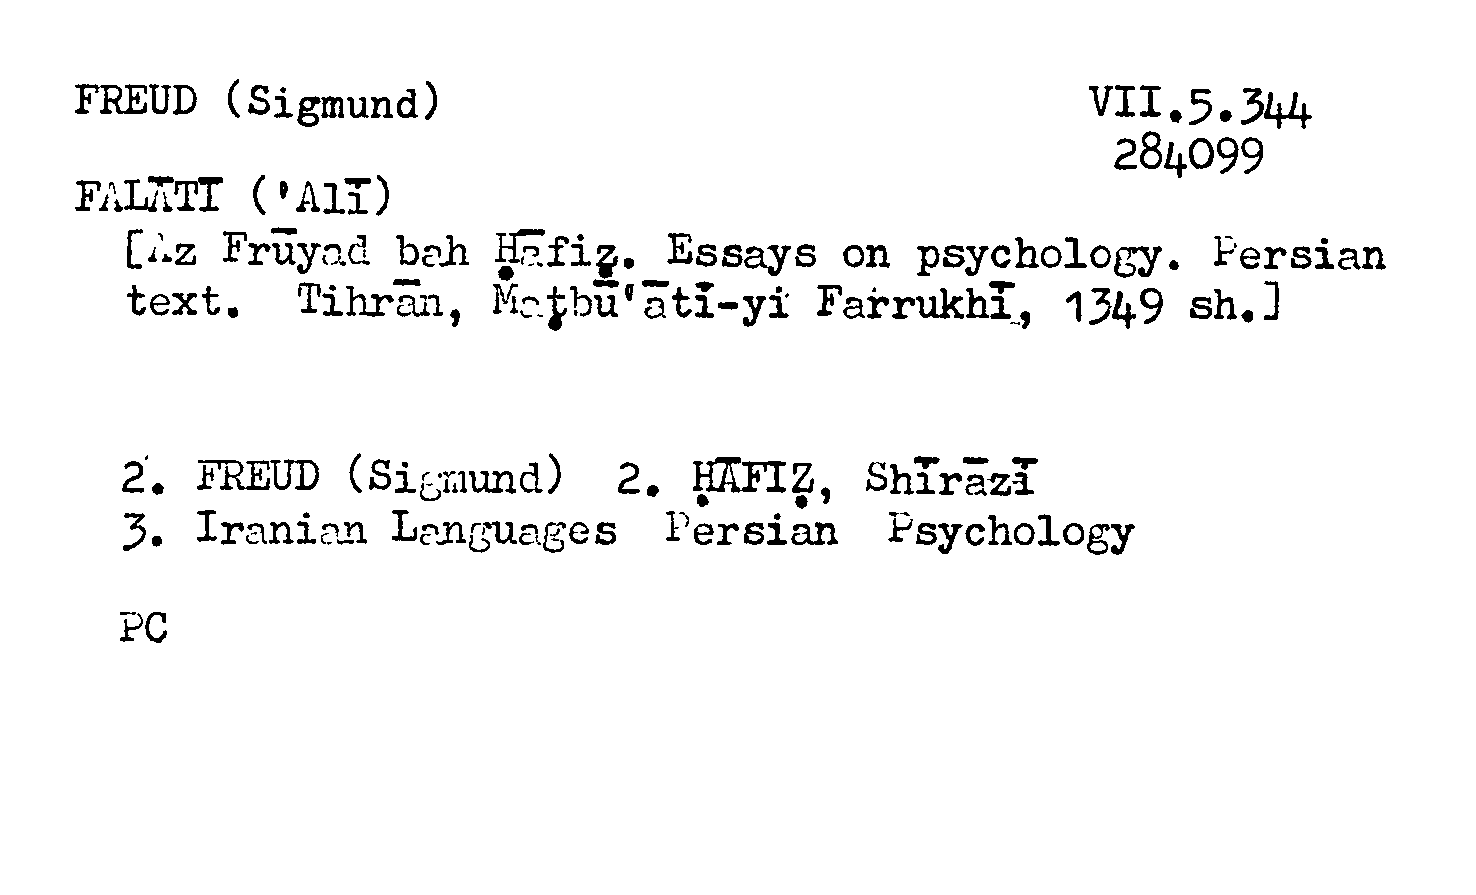 FREUD (Sigmund) VII.5.344
284099
FALĀTĪ ('Alī)
[Az Frūyad bah Ḥāfiẓ. Essays on psychology. Persian
text. Tihrān, Maṭbū‘ātī-yi Farrukhī, 1349 sh.]
2. FREUD (Sigmund) 2. ḤĀFIẒ, Shīrāzī
3. Iranian Languages Persian Psychology
PC